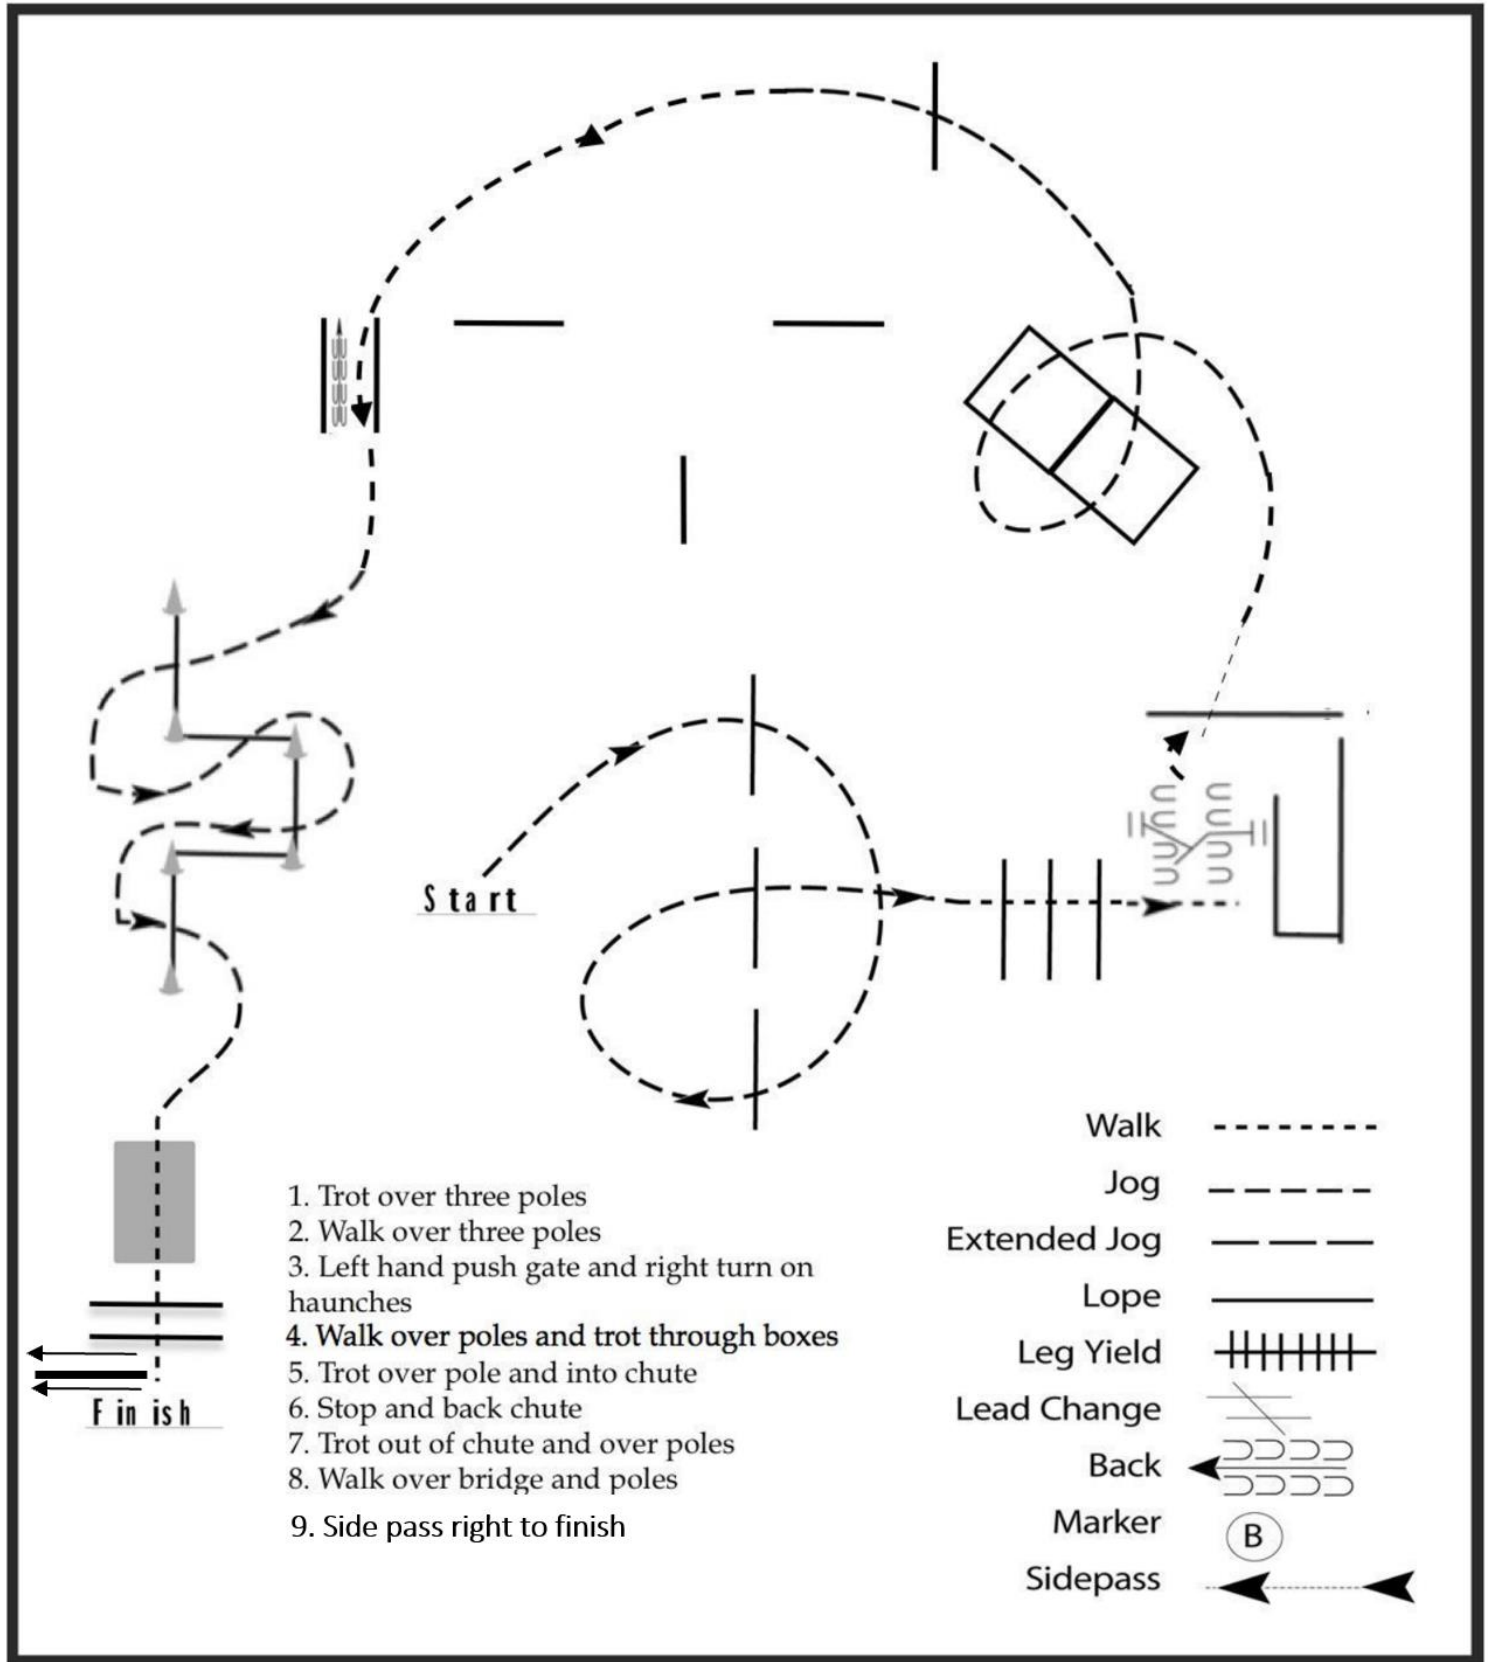 Start
Finish
1. Trot over three poles
2. Walk over three poles
3. Left hand push gate and right turn on
haunches
4. Walk over poles and trot through boxes
5. Trot over pole and into chute
6. Stop and back chute
7. Trot out of chute and over poles
8. Walk over bridge and poles
9. Side pass right to finish
Walk
Jog
Extended Jog
Lope
Leg Yield
Lead Change
Back
Marker B
Sidepass